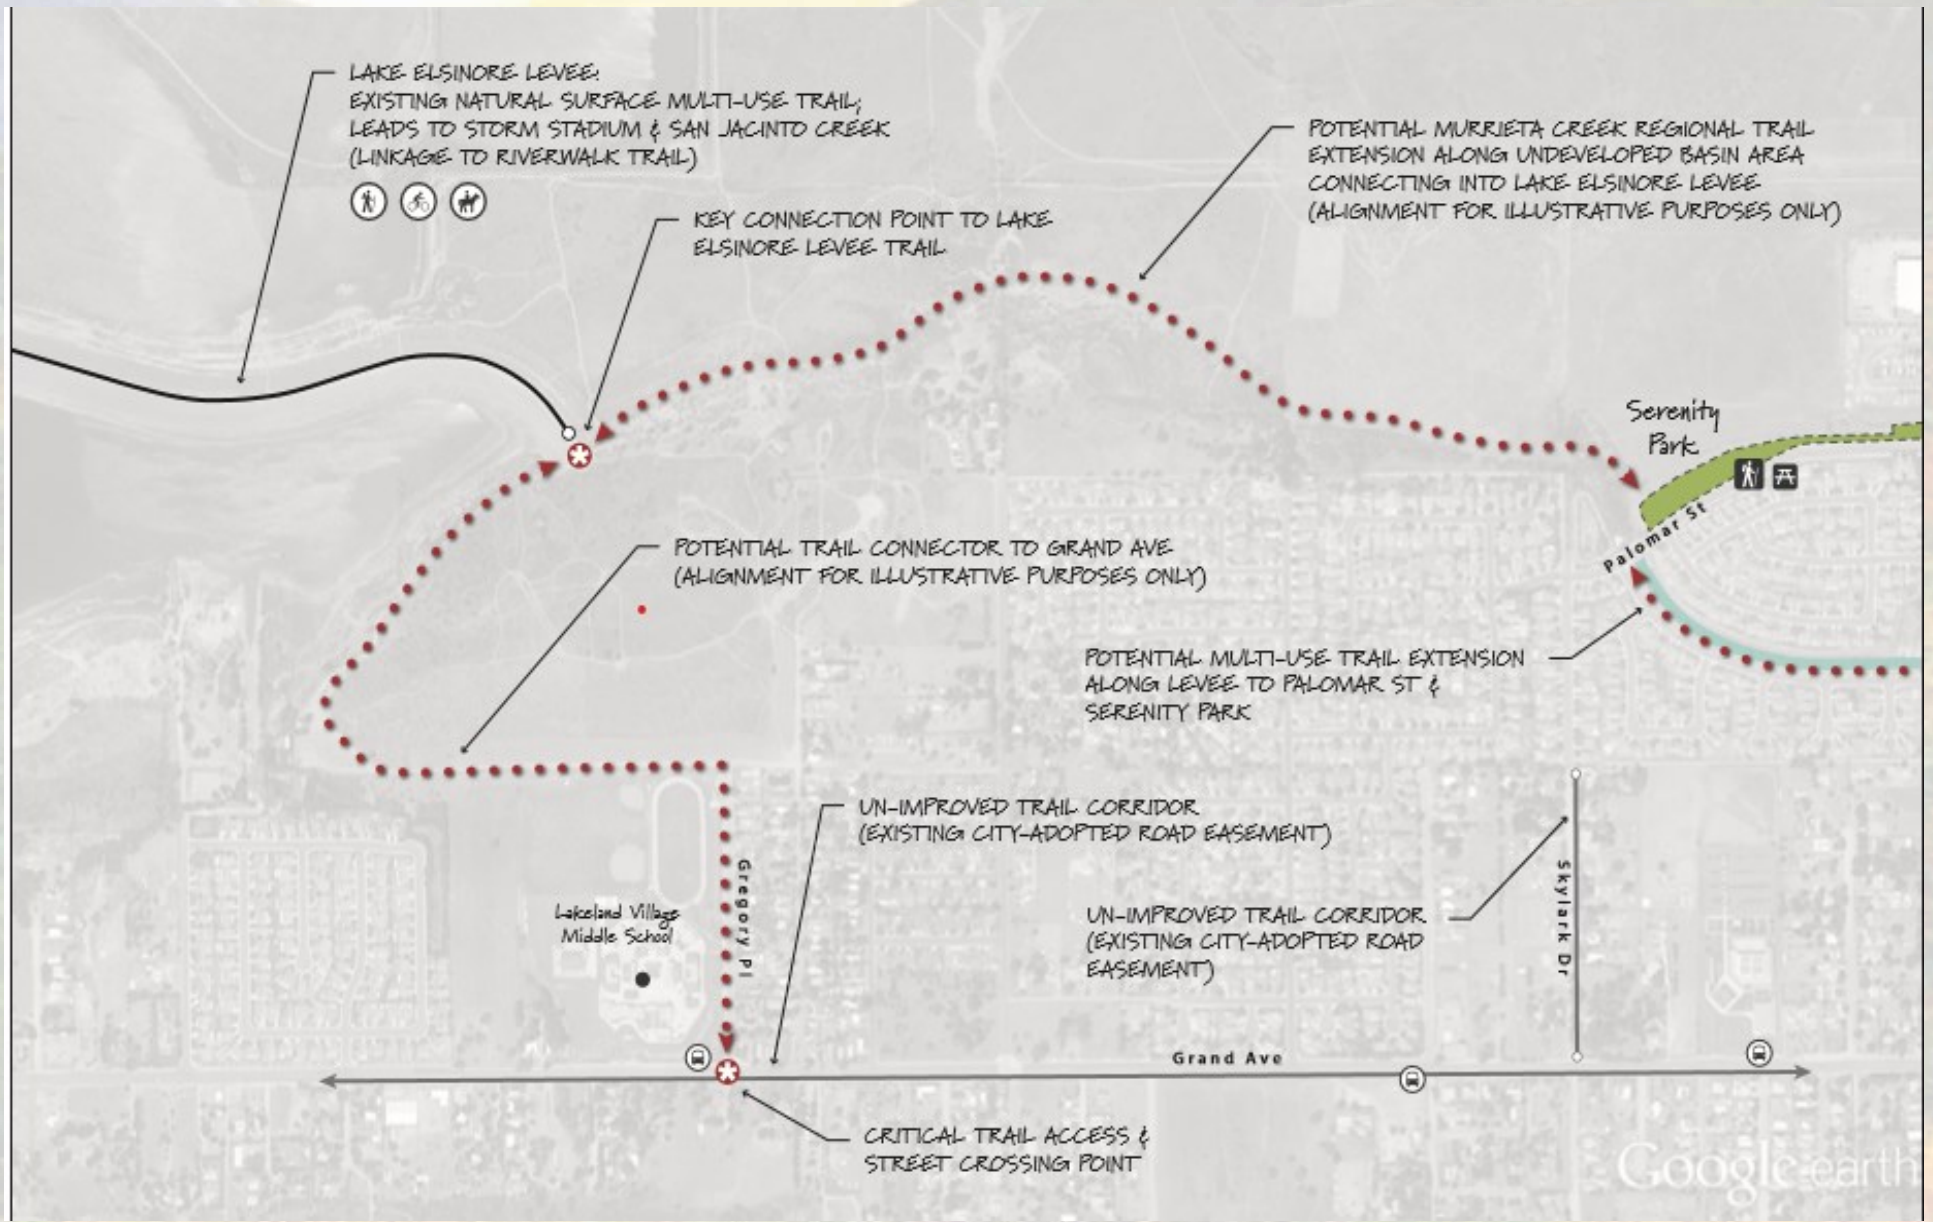 LAKE ELSINORE LEVEE:
EXISTING NATURAL SURFACE MULTI-USE TRAIL;
LEADS TO STORM STADIUM & SAN JACINTO CREEK
(LINKAGE TO RIVERWALK TRAIL)
KEY CONNECTION POINT TO LAKE
ELSINORE LEVEE TRAIL
POTENTIAL MURRIETA CREEK REGIONAL TRAIL
EXTENSION ALONG UNDEVELOPED BASIN AREA
CONNECTING INTO LAKE ELSINORE LEVEE
(ALIGNMENT FOR ILLUSTRATIVE PURPOSES ONLY)
Serenity
Park
Palomar St
POTENTIAL TRAIL CONNECTOR TO GRAND AVE
(ALIGNMENT FOR ILLUSTRATIVE PURPOSES ONLY)
POTENTIAL MULTI-USE TRAIL EXTENSION
ALONG LEVEE TO PALOMAR ST &
SERENITY PARK
UN-IMPROVED TRAIL CORRIDOR
(EXISTING CITY-ADOPTED ROAD EASEMENT)
Gregory Pl
Lakeland Village
Middle School
UN-IMPROVED TRAIL CORRIDOR
(EXISTING CITY-ADOPTED ROAD
EASEMENT)
Skylark Dr
Grand Ave
CRITICAL TRAIL ACCESS &
STREET CROSSING POINT
Google earth